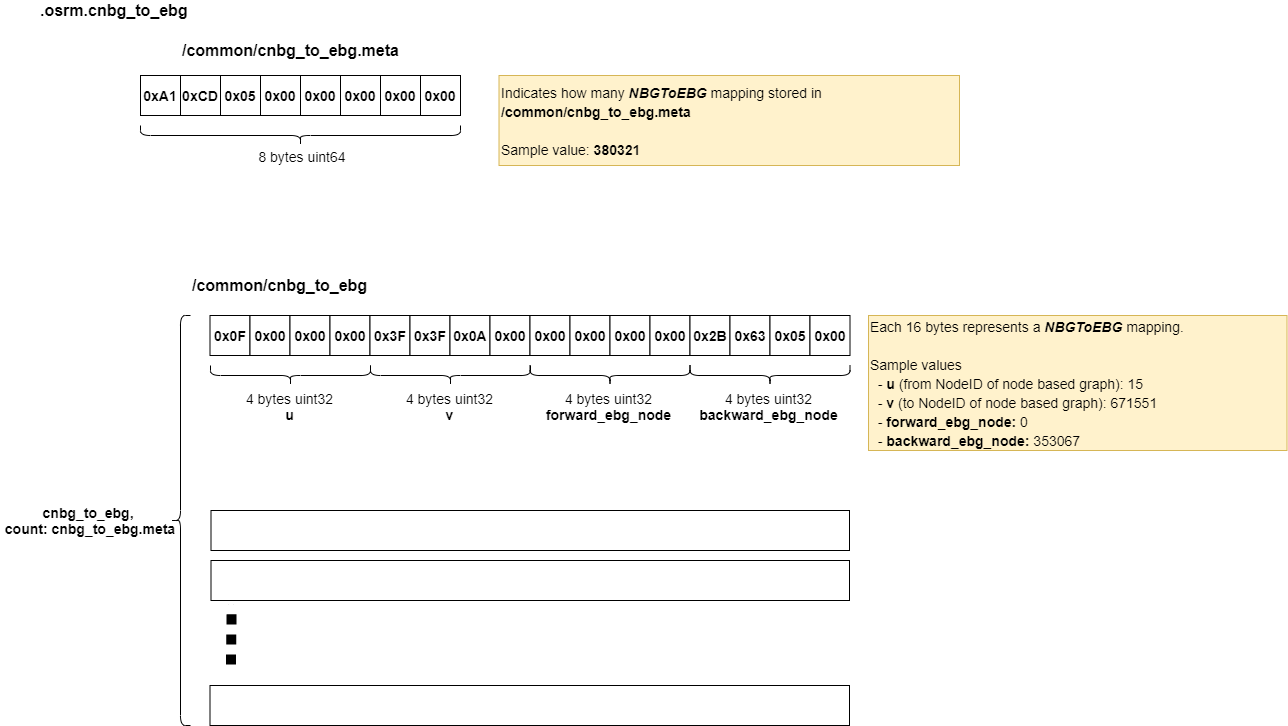 .osrm.cnbg_to_ebg
/common/cnbg_to_ebg.meta
0xA1 0xCD 0x05 0x00 0x00 0x00 0x00 0x00
8 bytes uint64
Indicates how many NBGToEBG mapping stored in
/common/cnbg_to_ebg.meta
Sample value: 380321
/common/cnbg_to_ebg
0x0F 0x00 0x00 0x00 0x3F 0x3F 0x0A 0x00 0x00 0x00 0x00 0x00 0x2B 0x63 0x05 0x00
4 bytes uint32
u
4 bytes uint32
v
4 bytes uint32
forward_ebg_node
4 bytes uint32
backward_ebg_node
Each 16 bytes represents a NBGToEBG mapping.
Sample values
- u (from NodeID of node based graph): 15
- v (to NodeID of node based graph): 671551
- forward_ebg_node: 0
- backward_ebg_node: 353067
cnbg_to_ebg,
count: cnbg_to_ebg.meta